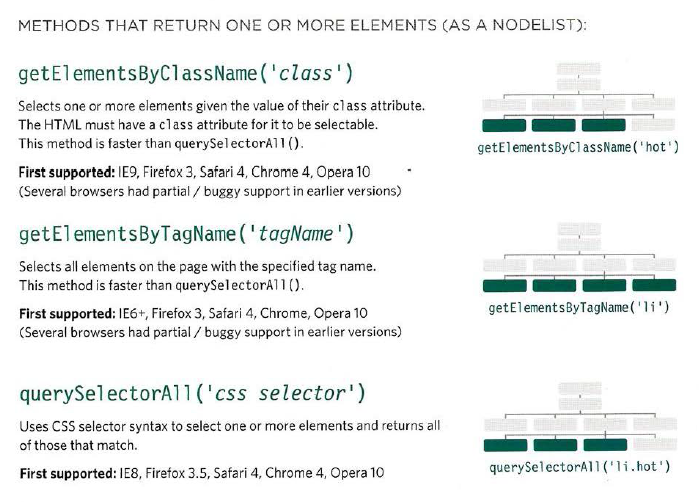 METHODS THAT RETURN ONE OR MORE ELEMENTS (AS A NODELIST):
getElementsByClassName('class')
Selects one or more elements given the value of their class attribute.
The HTML must have a class attribute for it to be selectable.
This method is faster than querySelectorAll().
First supported: IE9, Firefox 3, Safari 4, Chrome 4, Opera 10
(Several browsers had partial / buggy support in earlier versions)
getElementsByClassName('hot')
getElementsByTagName('tagName')
Selects all elements on the page with the specified tag name.
This method is faster than querySelectorAll().
First supported: IE6+, Firefox 3, Safari 4, Chrome, Opera 10
(Several browsers had partial / buggy support in earlier versions)
getElementsByTagName('li')
querySelectorAll('css selector')
Uses CSS selector syntax to select one or more elements and returns all
of those that match.
First supported: IE8, Firefox 3.5, Safari 4, Chrome 4, Opera 10
querySelectorAll('li.hot')